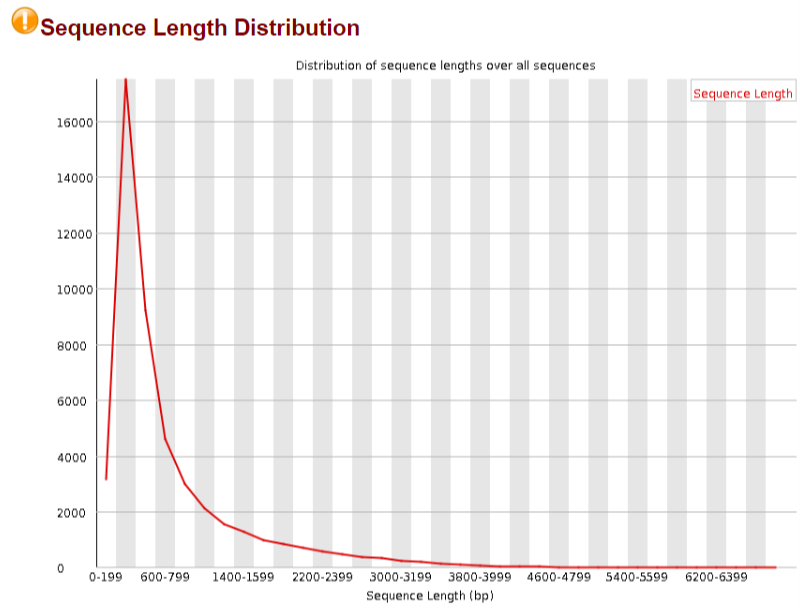 Sequence Length Distribution
Distribution of sequence lengths over all sequences
Sequence Length
16000
14000
12000
10000
8000
6000
4000
2000
0
0-199 600-799 1400-1599 2200-2399 3000-3199 3800-3999 4600-4799 5400-5599 6200-6399
Sequence Length (bp)